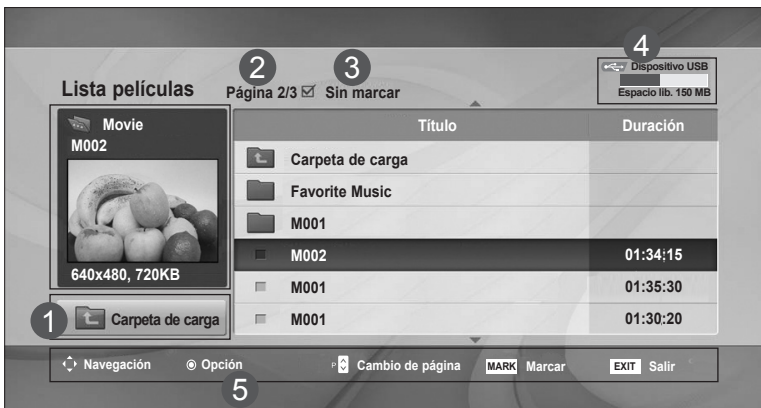 4
2
3
Dispositivo USB
Lista películas
Página 2/3 Sin marcar
Espacio lib. 150 MB
Movie
M002
640x480, 720KB
1
Carpeta de carga
Título Duración
Carpeta de carga
Favorite Music
M001
M002 01:34:15
M001 01:35:30
M001 01:30:20
Navegación Opción P Cambio de página MARK Marcar EXIT Salir
5